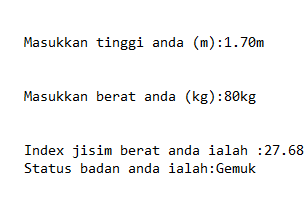 Masukkan tinggi anda (m):1.70m
Masukkan berat anda (kg):80kg
Index jisim berat anda ialah :27.68
Status badan anda ialah:Gemuk